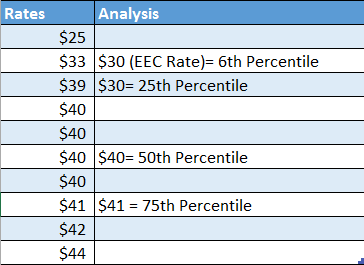 Rates Analysis
$25
$33 $30 (EEC Rate)= 6th Percentile
$39 $30= 25th Percentile
$40
$40
$40 $40= 50th Percentile
$40
$41 $41 = 75th Percentile
$42
$44